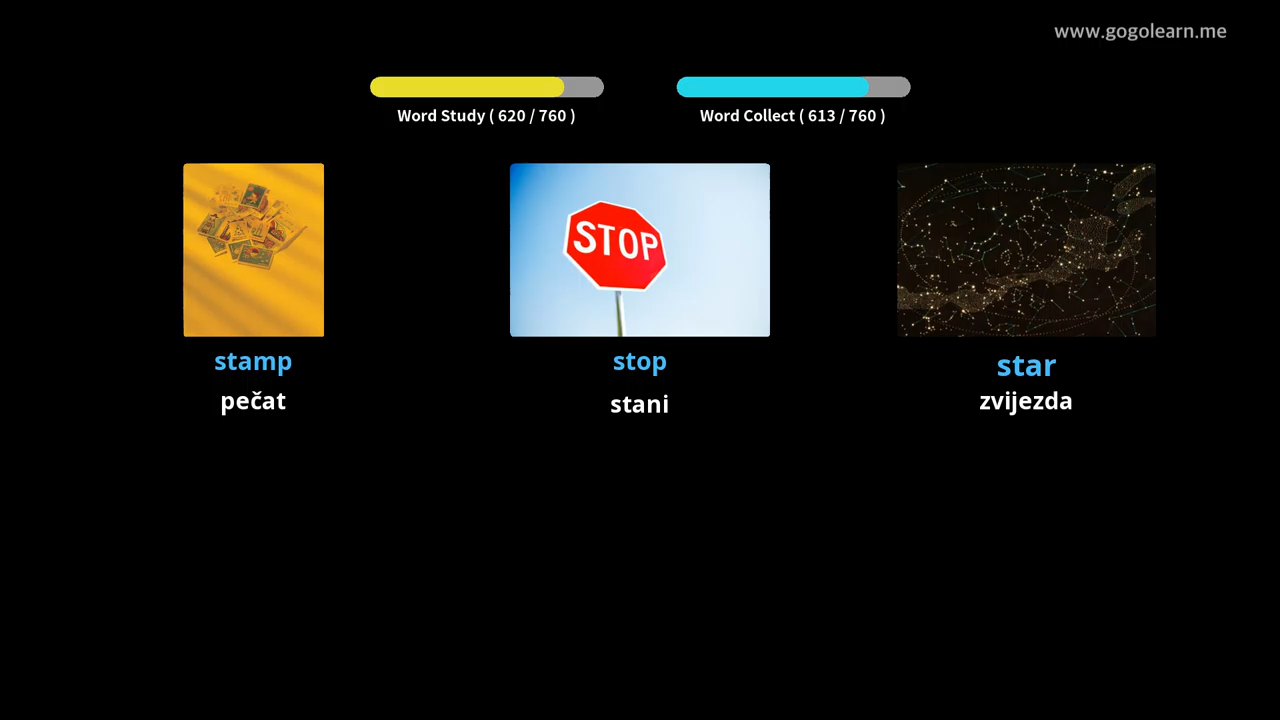 www.gogolearn.me
Word Study ( 620 / 760 )
Word Collect ( 613 / 760 )
STOP
stamp
stop
star
pečat
stani
zvijezda